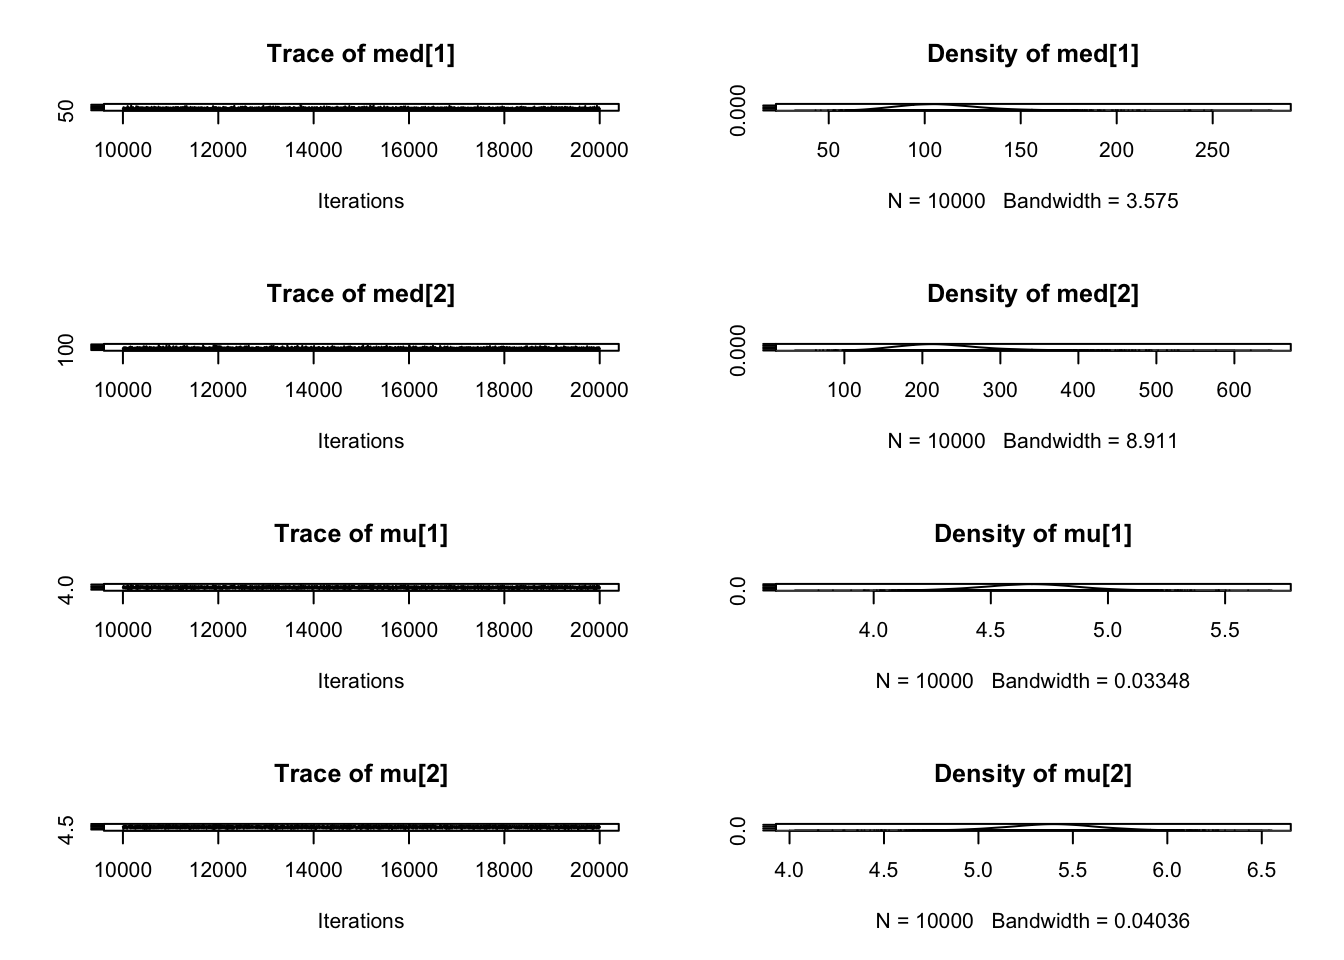 Trace of med[1]
50
10000 12000 14000 16000 18000 20000
Iterations
Density of med[1]
0.000
50 100 150 200 250
N = 10000 Bandwidth = 3.575
Trace of med[2]
100
10000 12000 14000 16000 18000 20000
Iterations
Density of med[2]
0.000
100 200 300 400 500 600
N = 10000 Bandwidth = 8.911
Trace of mu[1]
4.0
10000 12000 14000 16000 18000 20000
Iterations
Density of mu[1]
0.0
4.0 4.5 5.0 5.5
N = 10000 Bandwidth = 0.03348
Trace of mu[2]
4.5
10000 12000 14000 16000 18000 20000
Iterations
Density of mu[2]
0.0
4.0 4.5 5.0 5.5 6.0 6.5
N = 10000 Bandwidth = 0.04036